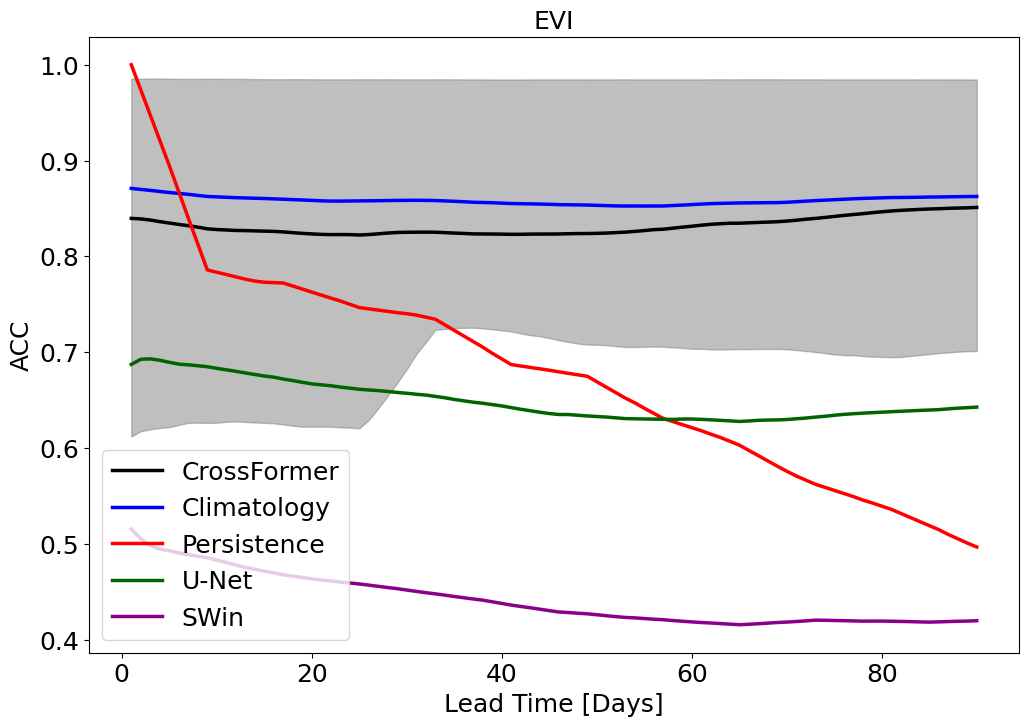 EVI
ACC
1.0
0.9
0.8
0.7
0.6
0.5
0.4
CrossFormer
Climatology
Persistence
U-Net
SWin
0 20 40 60 80
Lead Time [Days]